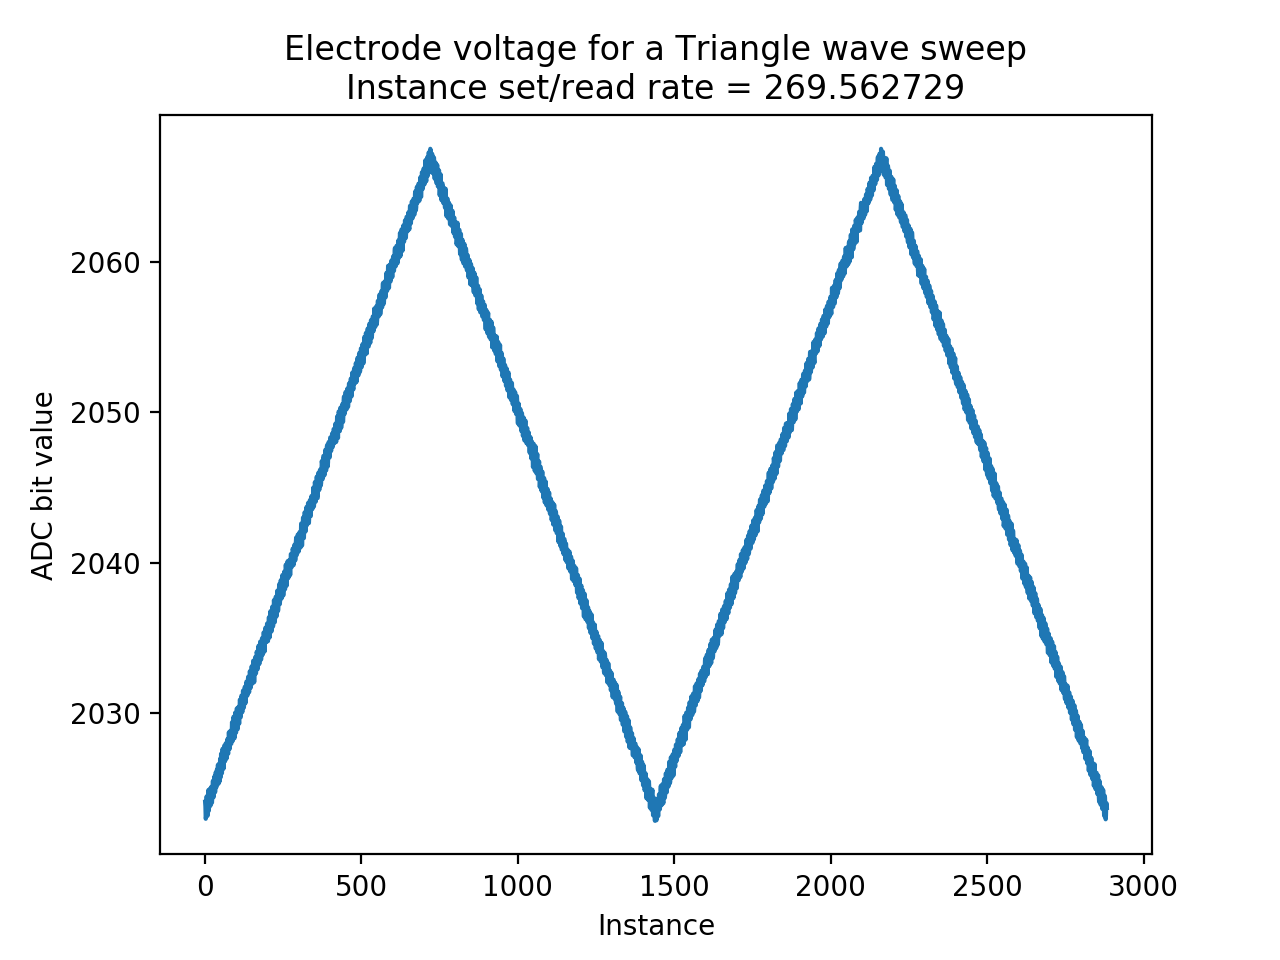 Electrode voltage for a Triangle wave sweep
Instance set/read rate = 269.562729
ADC bit value
2060
2050
2040
2030
0 500 1000 1500 2000 2500 3000
Instance